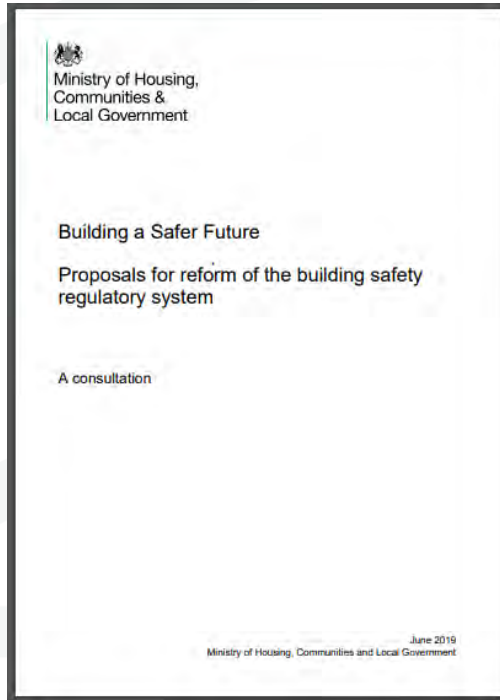 Ministry of Housing,
Communities &
Local Government
Building a Safer Future
Proposals for reform of the building safety
regulatory system
A consultation
June 2019
Ministry of Housing, Communities and Local Government